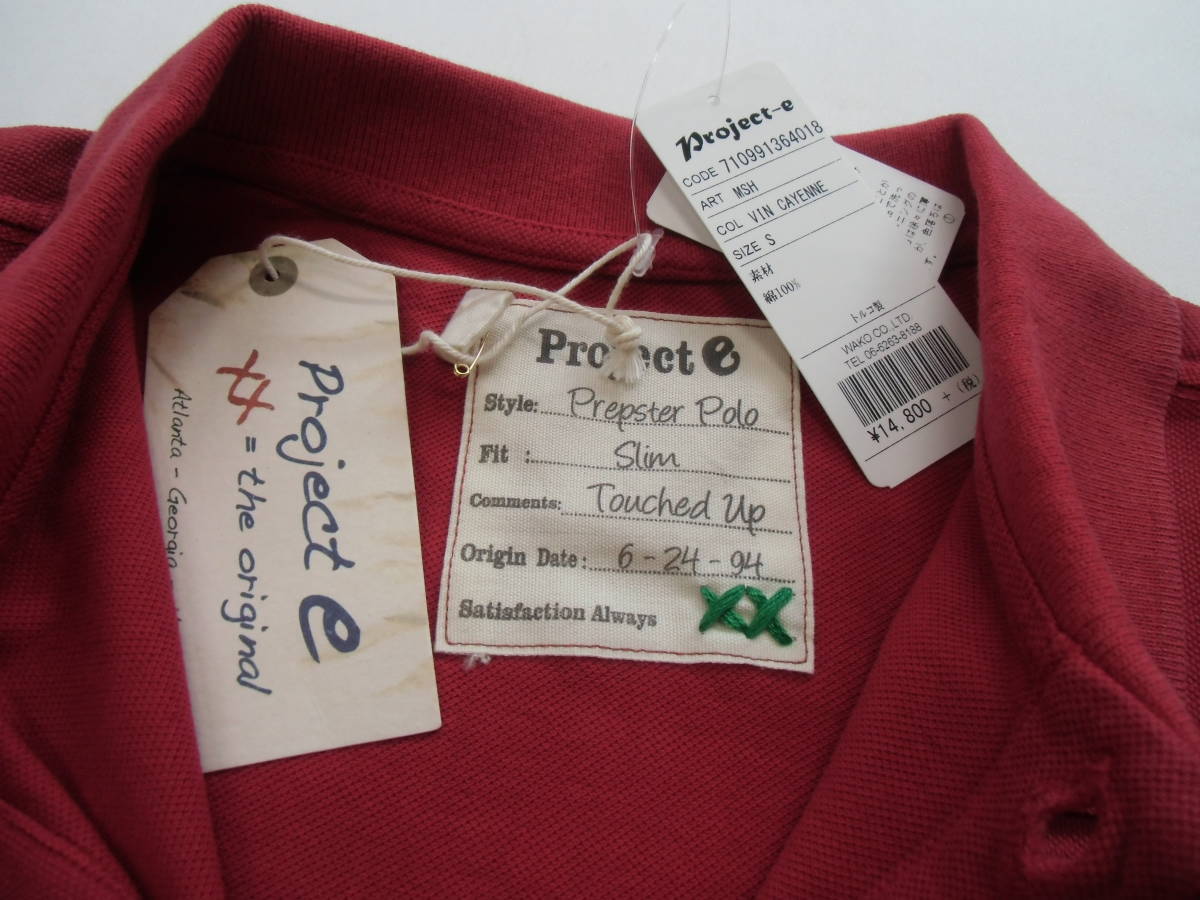 Project e
XX = the original
Atlanta - Georgia
Project e
Style: Prepster Polo
Fit : Slim
Comments: Touched Up
Origin Date: 6-24-94
Satisfaction Always XX
Project-e
CODE 710991364018
ART MSH
COL VIN CAYENNE
SIZE S
素材
綿100%
トルコ製
WAKO.CO.,LTD.
TEL 06-6263-8188
¥14,800 + (税)
①